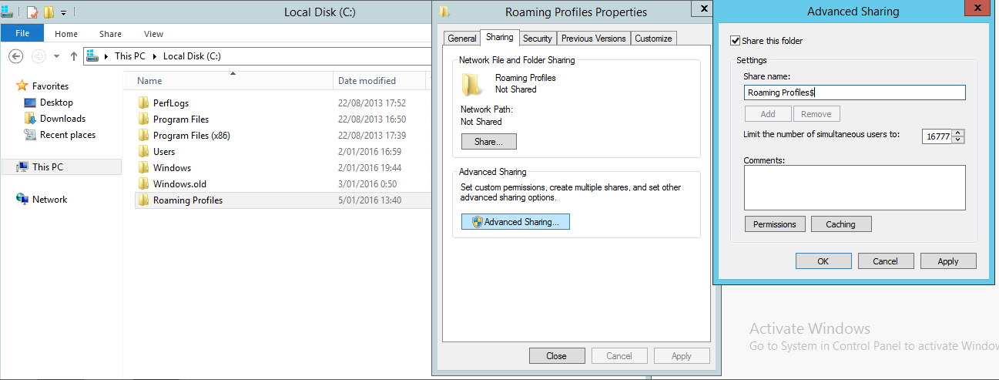 Local Disk (C:)
File Home Share View
This PC Local Disk (C:)
Favorites
Desktop
Downloads
Recent places
This PC
Network
Name Date modified
PerfLogs 22/08/2013 17:52
Program Files 22/08/2013 16:50
Program Files (x86) 22/08/2013 17:39
Users 2/01/2016 16:59
Windows 2/01/2016 19:44
Windows.old 3/01/2016 0:50
Roaming Profiles 5/01/2016 13:40
Roaming Profiles Properties
General Sharing Security Previous Versions Customize
Network File and Folder Sharing
Roaming Profiles
Not Shared
Network Path:
Not Shared
Share...
Advanced Sharing
Set custom permissions, create multiple shares, and set other
advanced sharing options.
Advanced Sharing...
Close Cancel Apply
Advanced Sharing
Share this folder
Settings
Share name:
Roaming Profiles$
Add Remove
Limit the number of simultaneous users to: 16777
Comments:
Permissions Caching
OK Cancel Apply
Activate Windows
Go to System in Control Panel to activate Window